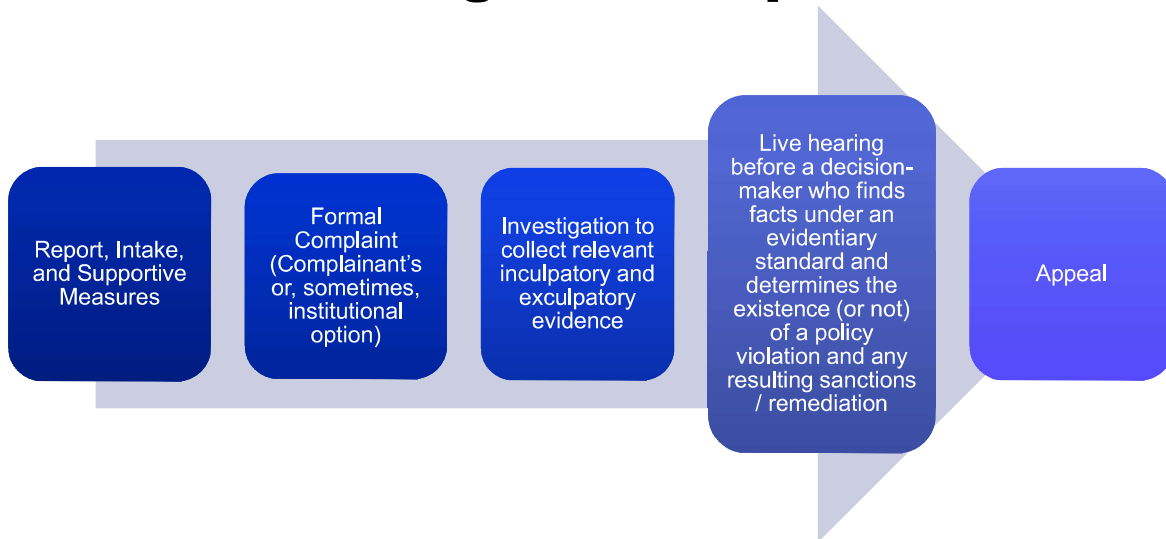 Report, Intake,
and Supportive
Measures
Formal
Complaint
(Complainant’s
or, sometimes,
institutional
option)
Investigation to
collect relevant
inculpatory and
exculpatory
evidence
Live hearing
before a decision-
maker who finds
facts under an
evidentiary
standard and
determines the
existence (or not)
of a policy
violation and any
resulting sanctions
/ remediation
Appeal